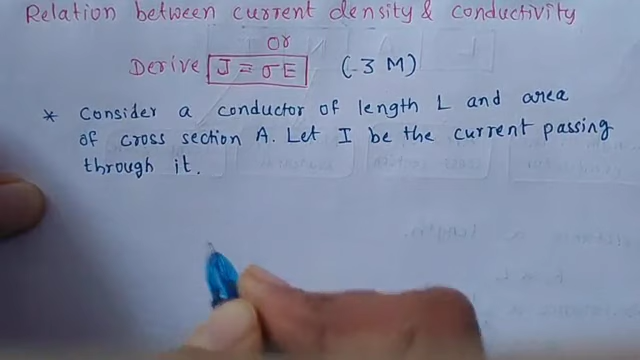 Relation between current density & conductivity
or
Derive J = σE (-3 M)
* Consider a conductor of length L and area
of cross section A. Let I be the current passing
through it.